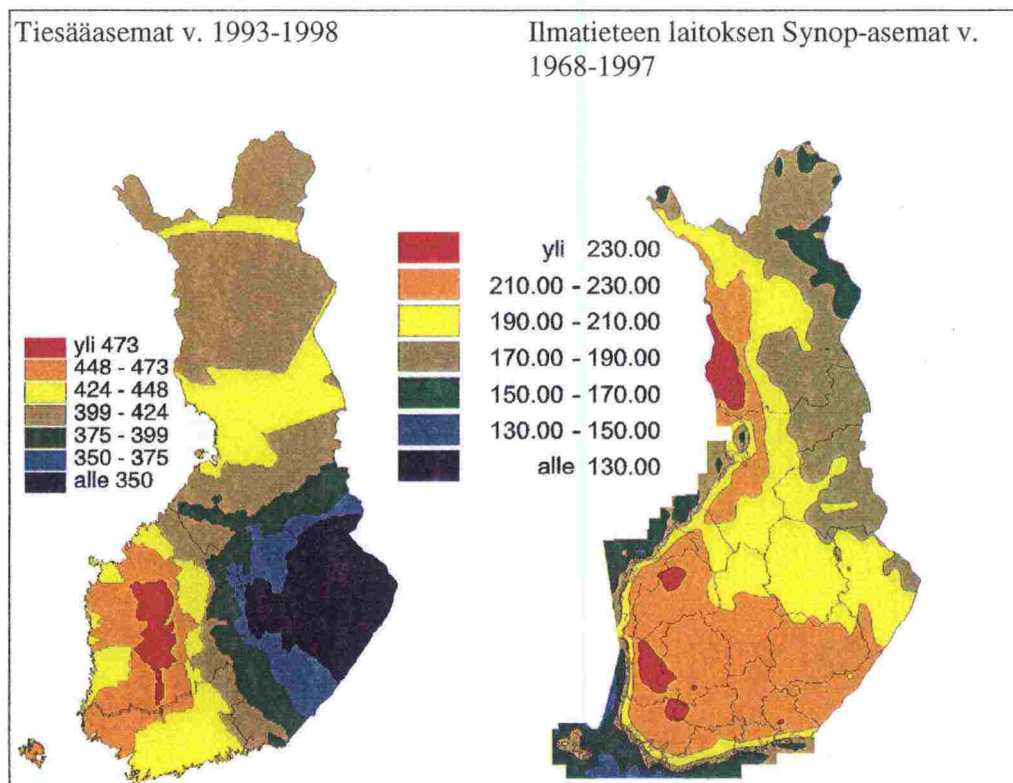 Tiesääasemat v. 1993-1998
Ilmatieteen laitoksen Synop-asemat v.
1968-1997
yli 473
448 - 473
424 - 448
399 - 424
375 - 399
350 - 375
alle 350
yli 230.00
210.00 - 230.00
190.00 - 210.00
170.00 - 190.00
150.00 - 170.00
130.00 - 150.00
alle 130.00